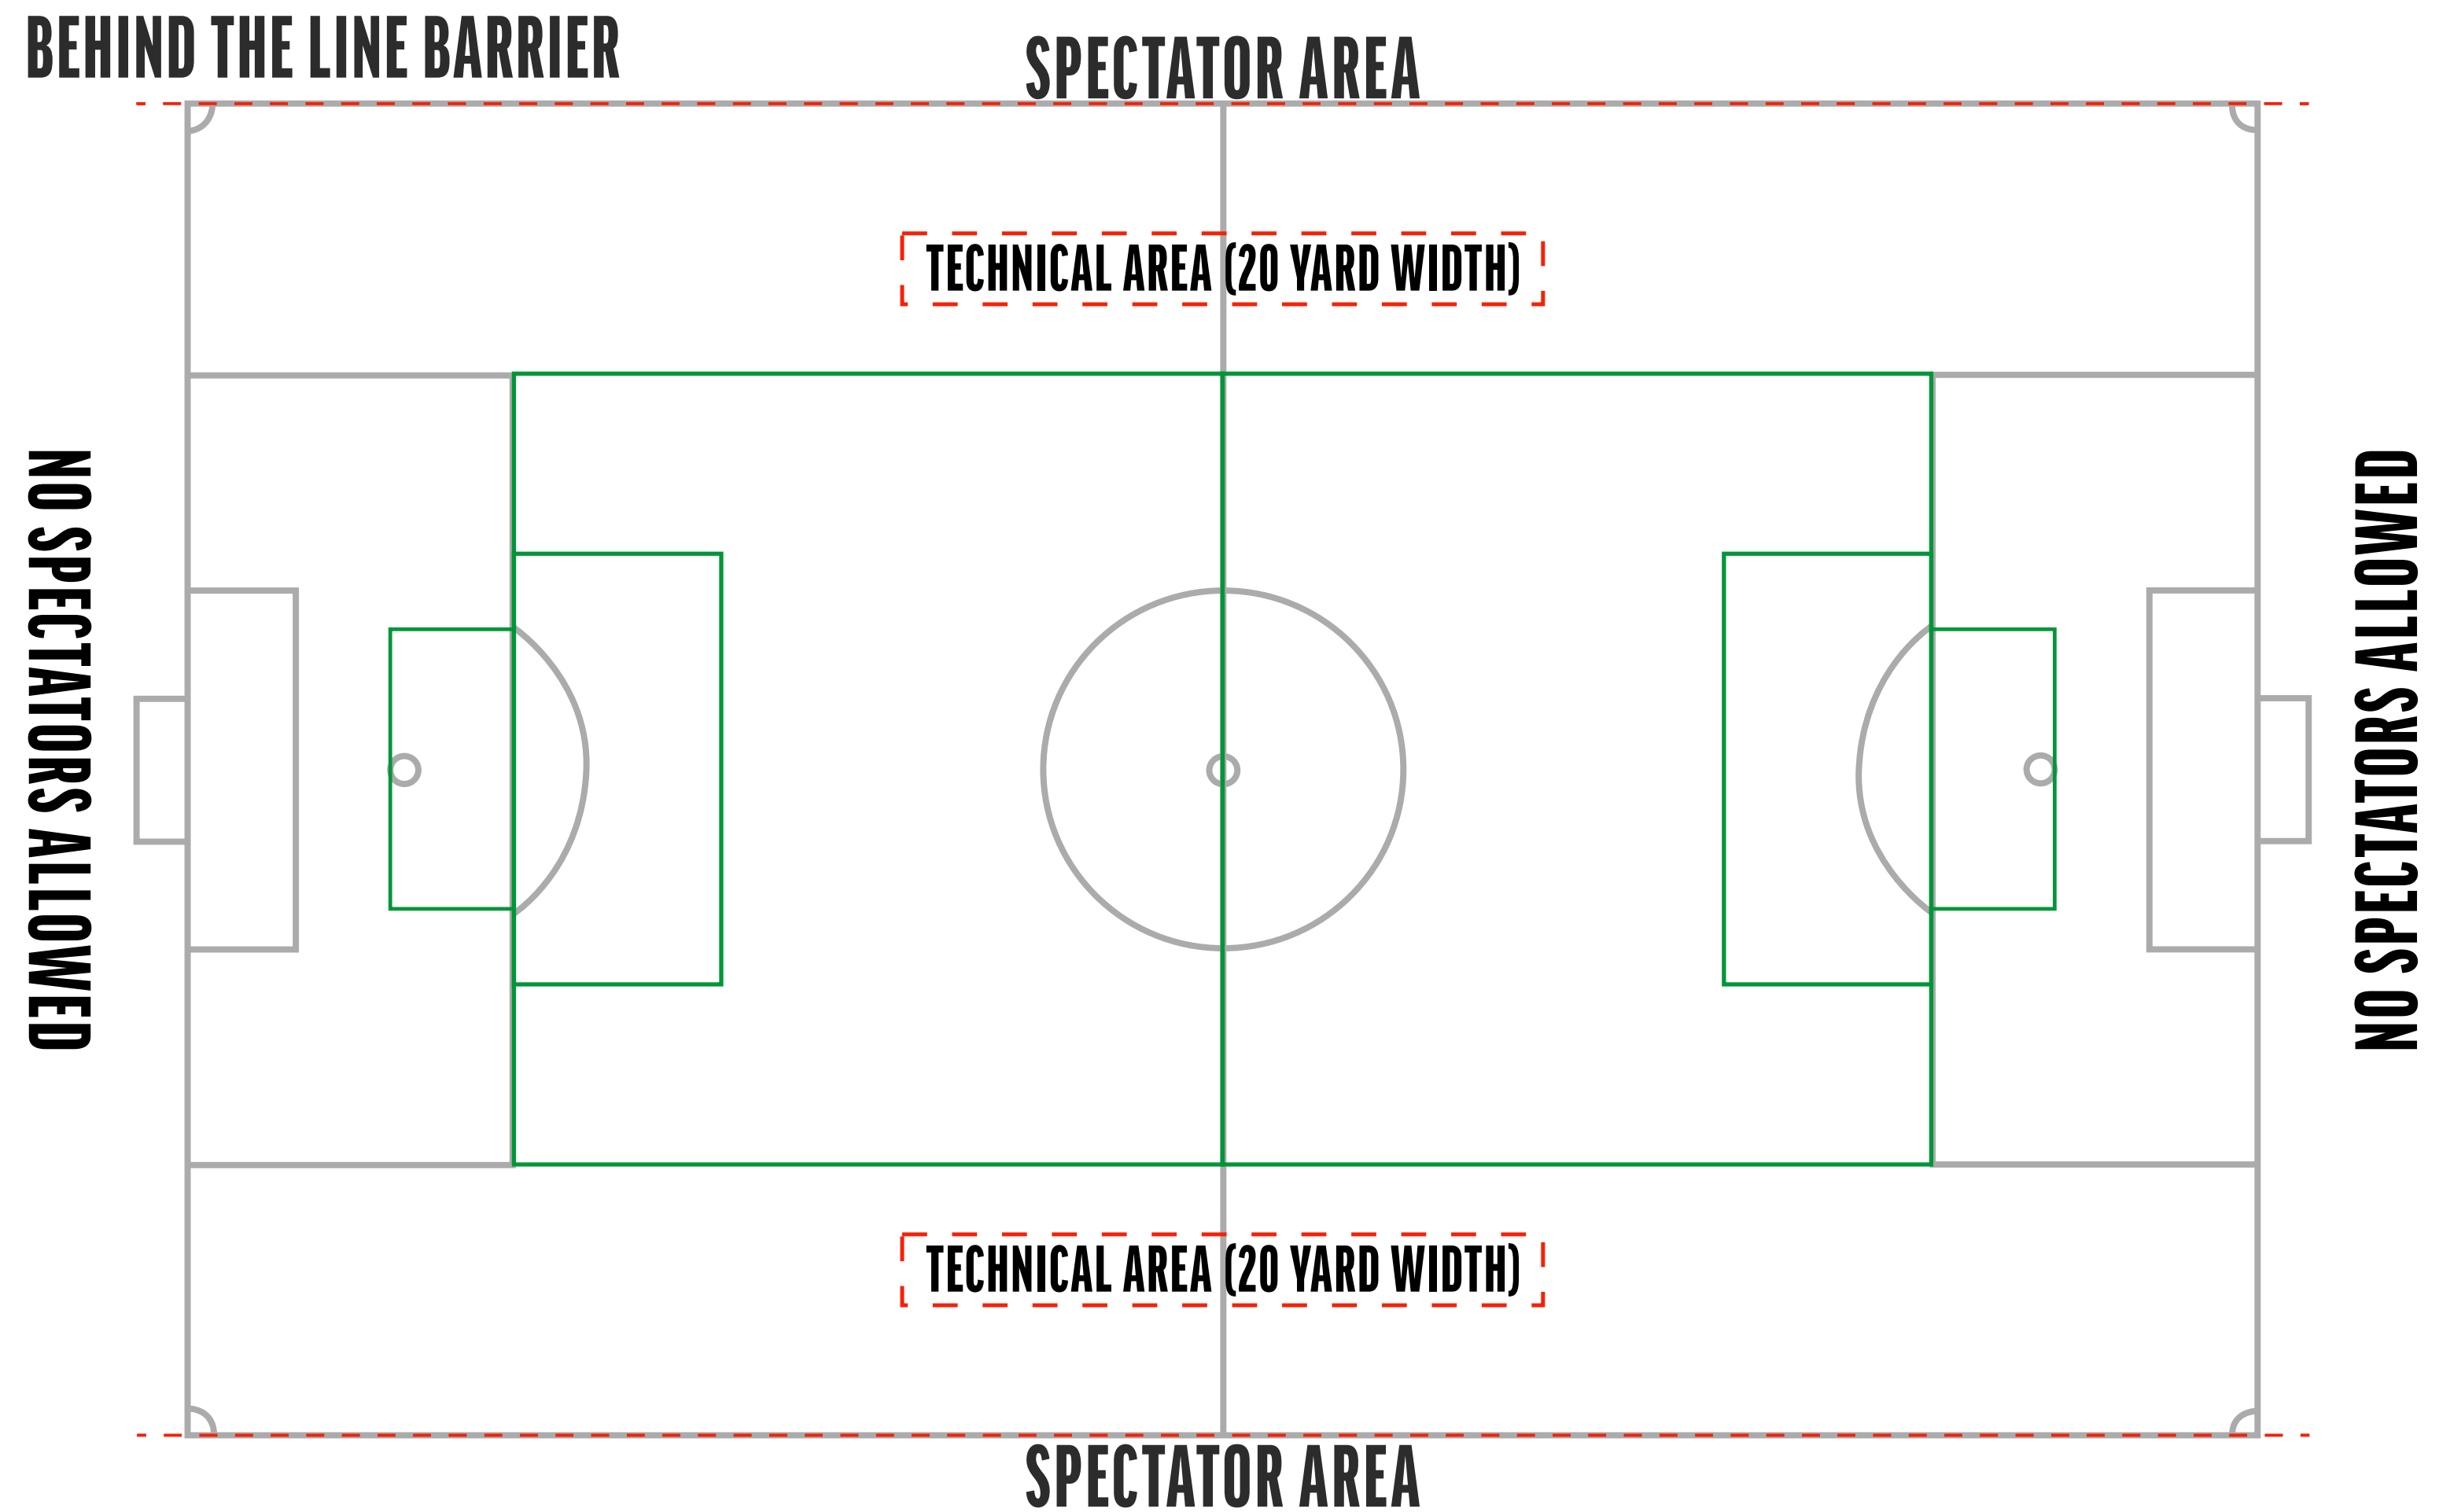 BEHIND THE LINE BARRIER
SPECTATOR AREA
TECHNICAL AREA (20 YARD WIDTH)
NO SPECTATORS ALLOWED
NO SPECTATORS ALLOWED
TECHNICAL AREA (20 YARD WIDTH)
SPECTATOR AREA